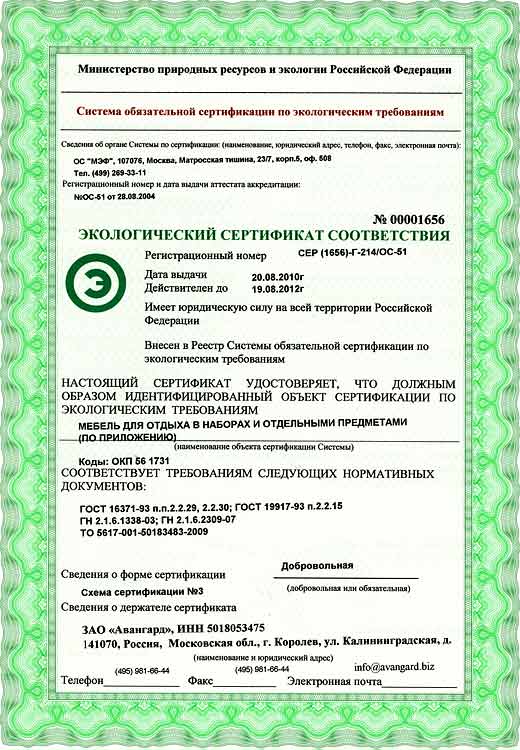 Министерство природных ресурсов и экологии Российской Федерации
Система обязательной сертификации по экологическим требованиям
Сведения об органе Системы по сертификации: (наименование, юридический адрес, телефон, факс, электронная почта):
ОС "МЭФ", 107076, Москва, Матросская тишина, 23/7, корп.5, оф. 508
Тел. (499) 269-33-11
Регистрационный номер и дата выдачи аттестата аккредитации:
№ОС-51 от 28.08.2004
№ 00001656
ЭКОЛОГИЧЕСКИЙ СЕРТИФИКАТ СООТВЕТСТВИЯ
Регистрационный номер СЕР (1656)-Г-214/ОС-51
Э
Дата выдачи 20.08.2010г
Действителен до 19.08.2012г
Имеет юридическую силу на всей территории Российской
Федерации
Внесен в Реестр Системы обязательной сертификации по
экологическим требованиям
НАСТОЯЩИЙ СЕРТИФИКАТ УДОСТОВЕРЯЕТ, ЧТО ДОЛЖНЫМ
ОБРАЗОМ ИДЕНТИФИЦИРОВАННЫЙ ОБЪЕКТ СЕРТИФИКАЦИИ ПО
ЭКОЛОГИЧЕСКИМ ТРЕБОВАНИЯМ
МЕБЕЛЬ ДЛЯ ОТДЫХА В НАБОРАХ И ОТДЕЛЬНЫМИ ПРЕДМЕТАМИ
(ПО ПРИЛОЖЕНИЮ)
(наименование объекта сертификации Системы)
Коды: ОКП 56 1731
СООТВЕТСТВУЕТ ТРЕБОВАНИЯМ СЛЕДУЮЩИХ НОРМАТИВНЫХ
ДОКУМЕНТОВ:
ГОСТ 16371-93 п.п.2.2.29, 2.2.30; ГОСТ 19917-93 п.2.2.15
ГН 2.1.6.1338-03; ГН 2.1.6.2309-07
ТО 5617-001-50183483-2009
Добровольная
Сведения о форме сертификации (добровольная или обязательная)
Схема сертификации №3
Сведения о держателе сертификата
ЗАО «Авангард», ИНН 5018053475
141070, Россия, Московская обл., г. Королев, ул. Калининградская, д.
(наименование и юридический адрес)
(495) 981-66-44 (495) 981-66-44 info@avangard.biz
Телефон Факс Электронная почта